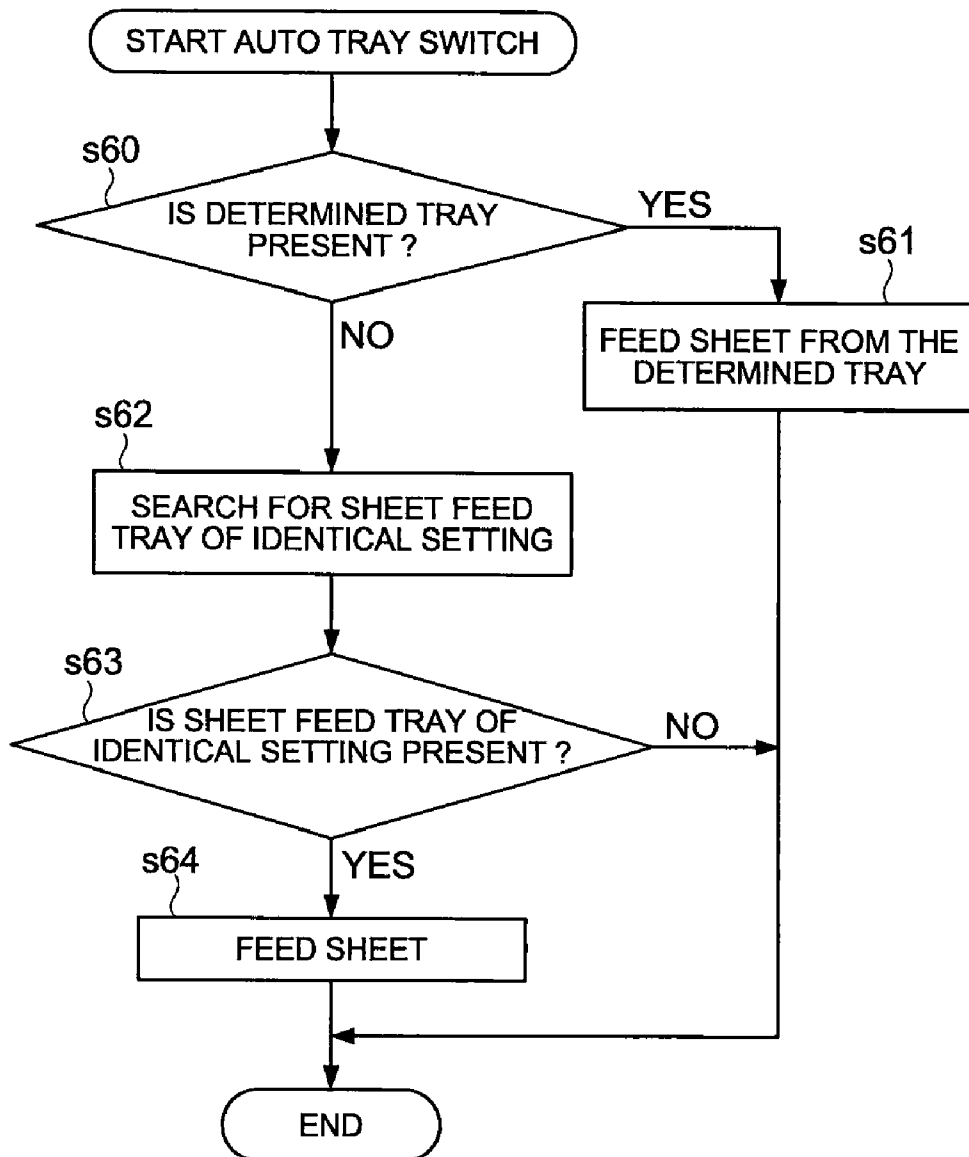 START AUTO TRAY SWITCH
s60
IS DETERMINED TRAY
PRESENT ?
YES
s61
FEED SHEET FROM THE
DETERMINED TRAY
NO
s62
SEARCH FOR SHEET FEED
TRAY OF IDENTICAL SETTING
s63
IS SHEET FEED TRAY OF
IDENTICAL SETTING PRESENT ?
NO
YES
s64
FEED SHEET
END